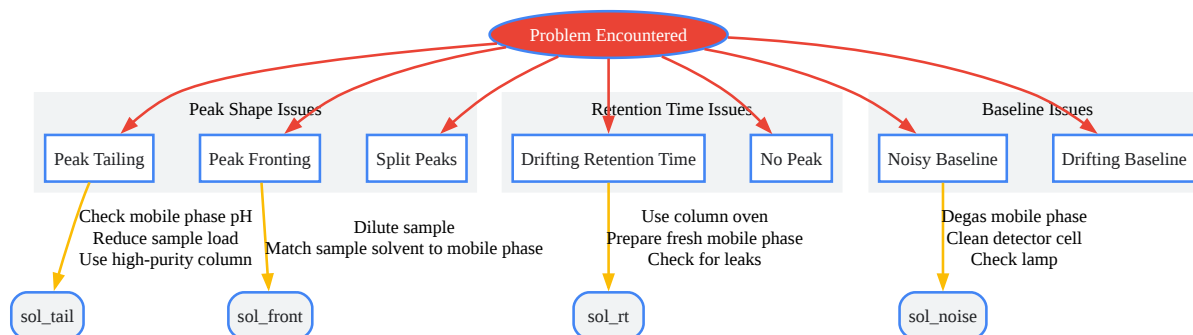 Problem Encountered
Peak Shape Issues
Retention Time Issues
Baseline Issues
Peak Tailing
Peak Fronting
Split Peaks
Drifting Retention Time
No Peak
Noisy Baseline
Drifting Baseline
Check mobile phase pH
Reduce sample load
Use high-purity column
Dilute sample
Match sample solvent to mobile phase
Use column oven
Prepare fresh mobile phase
Check for leaks
Degas mobile phase
Clean detector cell
Check lamp
sol_tail
sol_front
sol_rt
sol_noise